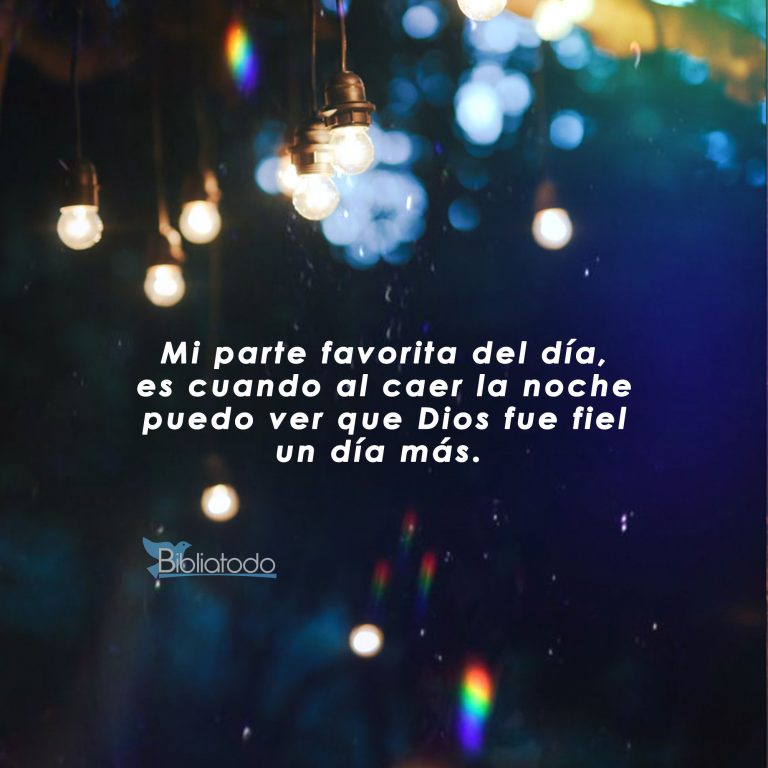 Mi parte favorita del día,
es cuando al caer la noche
puedo ver que Dios fue fiel
un día más.
Bibliatodo